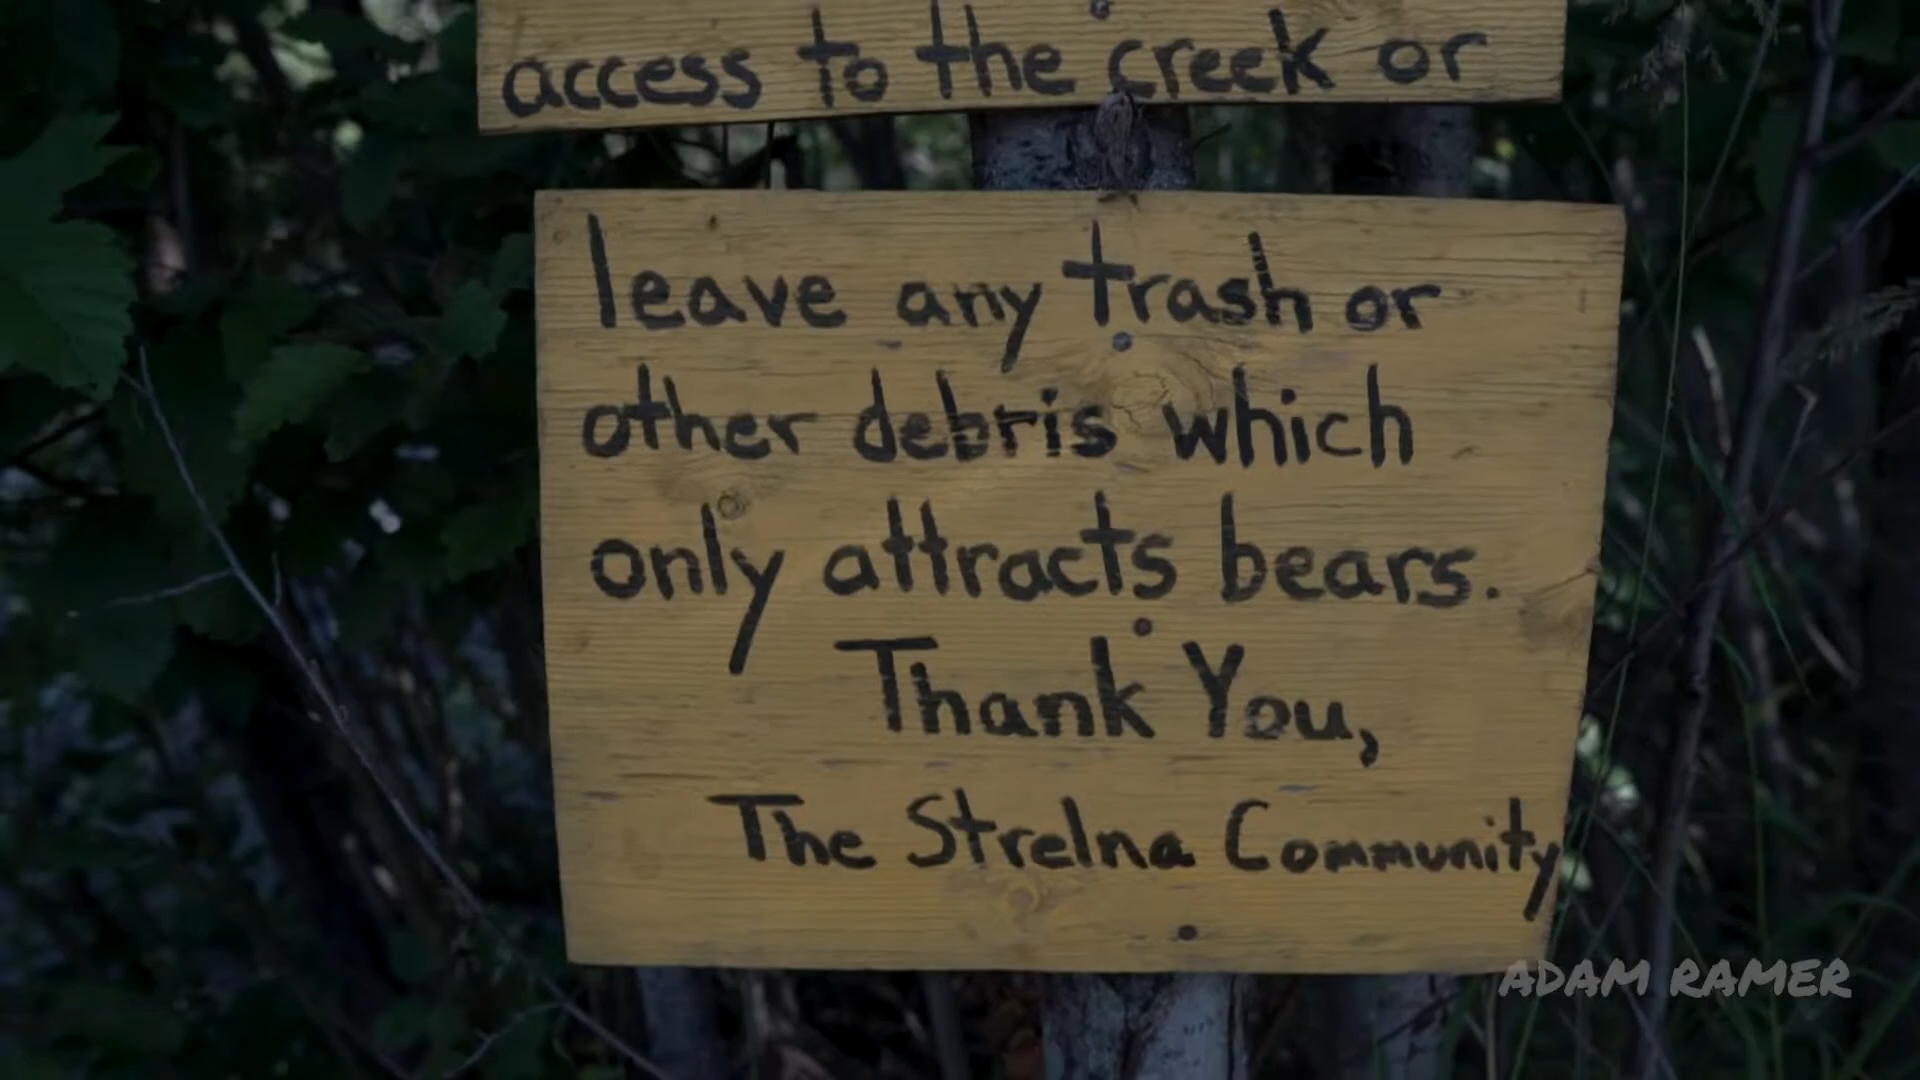 access to the creek or
leave any trash or
other debris which
only attracts bears.
Thank You,
The Strelna Community
ADAM RAMER